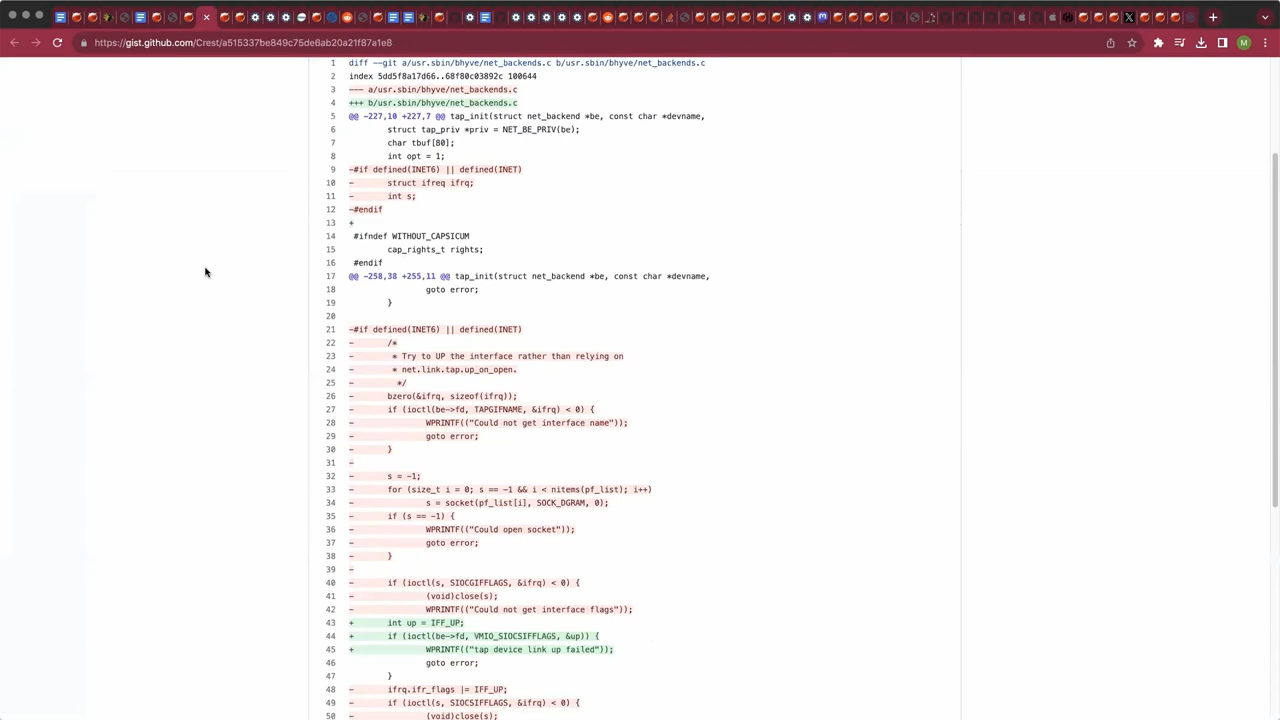 https://gist.github.com/Crest/a515337be849c75de6ab20a21f87a1e8
M
1 diff --git a/usr.sbin/bhyve/net_backends.c b/usr.sbin/bhyve/net_backends.c
2 index 5dd5f8a17d66..68f80c03892c 100644
3 --- a/usr.sbin/bhyve/net_backends.c
4 +++ b/usr.sbin/bhyve/net_backends.c
5 @@ -227,10 +227,7 @@ tap_init(struct net_backend *be, const char *devname,
6 struct tap_priv *priv = NET_BE_PRIV(be);
7 char tbuf[80];
8 int opt = 1;
9 -#if defined(INET6) || defined(INET)
10 - struct ifreq ifrq;
11 - int s;
12 -#endif
13 +
14 #ifndef WITHOUT_CAPSICUM
15 cap_rights_t rights;
16 #endif
17 @@ -258,38 +255,11 @@ tap_init(struct net_backend *be, const char *devname,
18 goto error;
19 }
20
21 -#if defined(INET6) || defined(INET)
22 - /*
23 - * Try to UP the interface rather than relying on
24 - * net.link.tap.up_on_open.
25 - */
26 - bzero(&ifrq, sizeof(ifrq));
27 - if (ioctl(be->fd, TAPGIFNAME, &ifrq) < 0) {
28 - WPRINTF(("Could not get interface name"));
29 - goto error;
30 - }
31 -
32 - s = -1;
33 - for (size_t i = 0; s == -1 && i < nitems(pf_list); i++)
34 - s = socket(pf_list[i], SOCK_DGRAM, 0);
35 - if (s == -1) {
36 - WPRINTF(("Could open socket"));
37 - goto error;
38 - }
39 -
40 - if (ioctl(s, SIOCGIFFLAGS, &ifrq) < 0) {
41 - (void)close(s);
42 - WPRINTF(("Could not get interface flags"));
43 + int up = IFF_UP;
44 + if (ioctl(be->fd, VMIO_SIOCSIFFLAGS, &up)) {
45 + WPRINTF(("tap device link up failed"));
46 goto error;
47 }
48 - ifrq.ifr_flags |= IFF_UP;
49 - if (ioctl(s, SIOCSIFFLAGS, &ifrq) < 0) {
50 - (void)close(s);